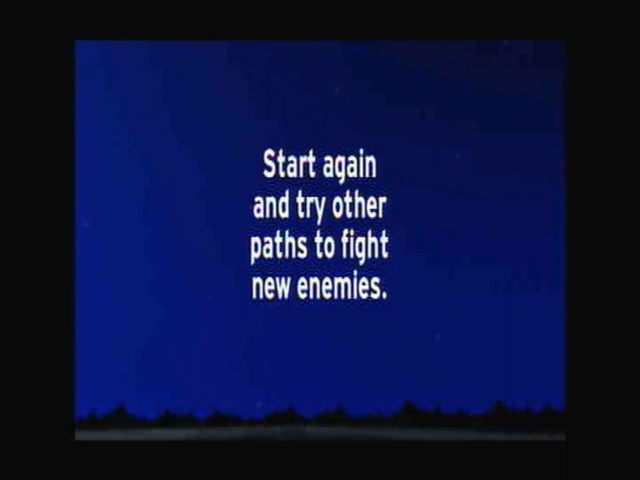 Start again
and try other
paths to fight
new enemies.